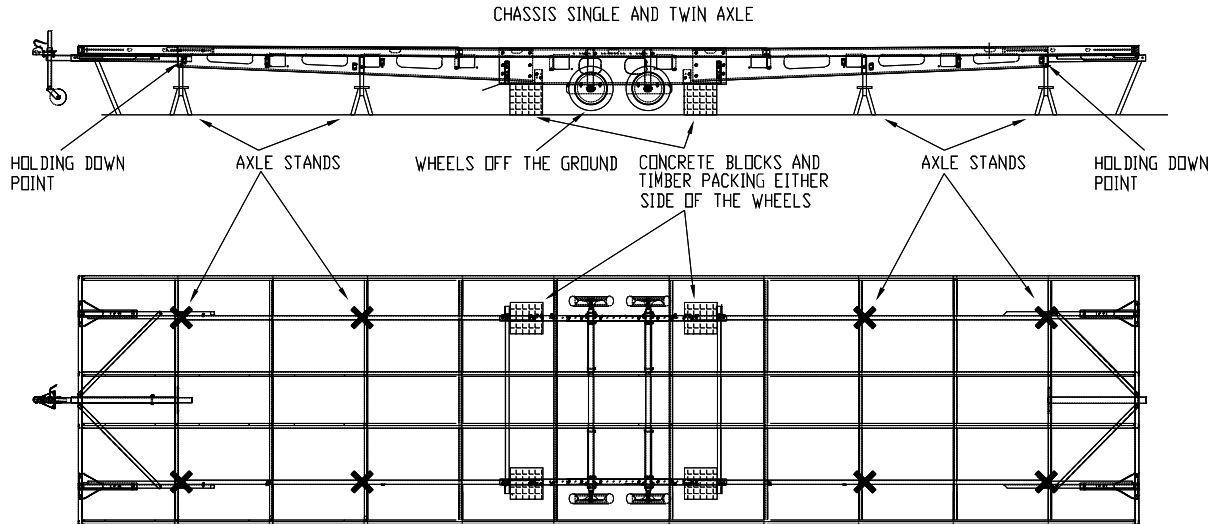 CHASSIS SINGLE AND TWIN AXLE
HOLDING DOWN
POINT
AXLE STANDS
WHEELS OFF THE GROUND
CONCRETE BLOCKS AND
TIMBER PACKING EITHER
SIDE OF THE WHEELS
AXLE STANDS
HOLDING DOWN
POINT